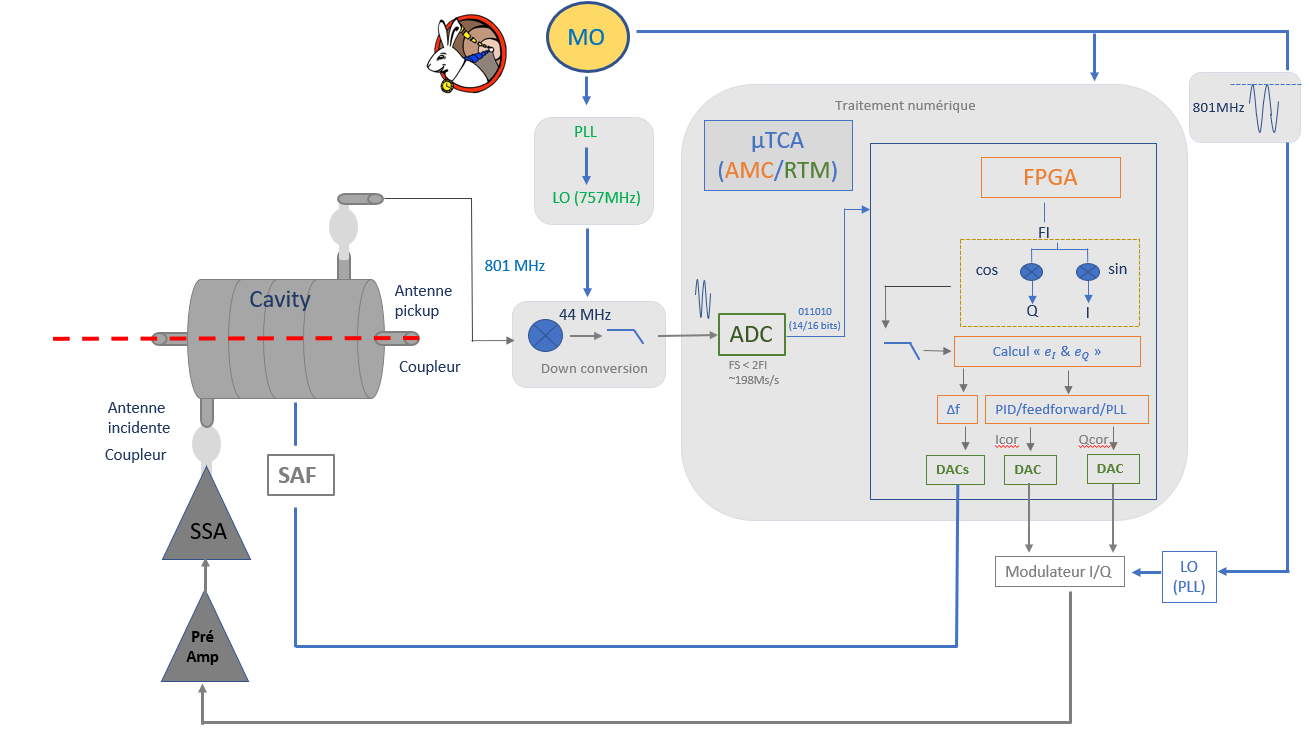 MO
Traitement numérique
801MHz
PLL
LO (757MHz)
µTCA
(AMC/RTM)
FPGA
FI
cos
sin
Q
I
801 MHz
Cavity
Antenne
pickup
Coupleur
44 MHz
Down conversion
011010
(14/16 bits)
ADC
FS < 2FI
~198Ms/s
Calcul « eI & eQ »
Antenne
incidente
Coupleur
Δf
PID/feedforward/PLL
Icor
Qcor
SAF
DACs
DAC
DAC
SSA
Modulateur I/Q
LO
(PLL)
Pré
Amp